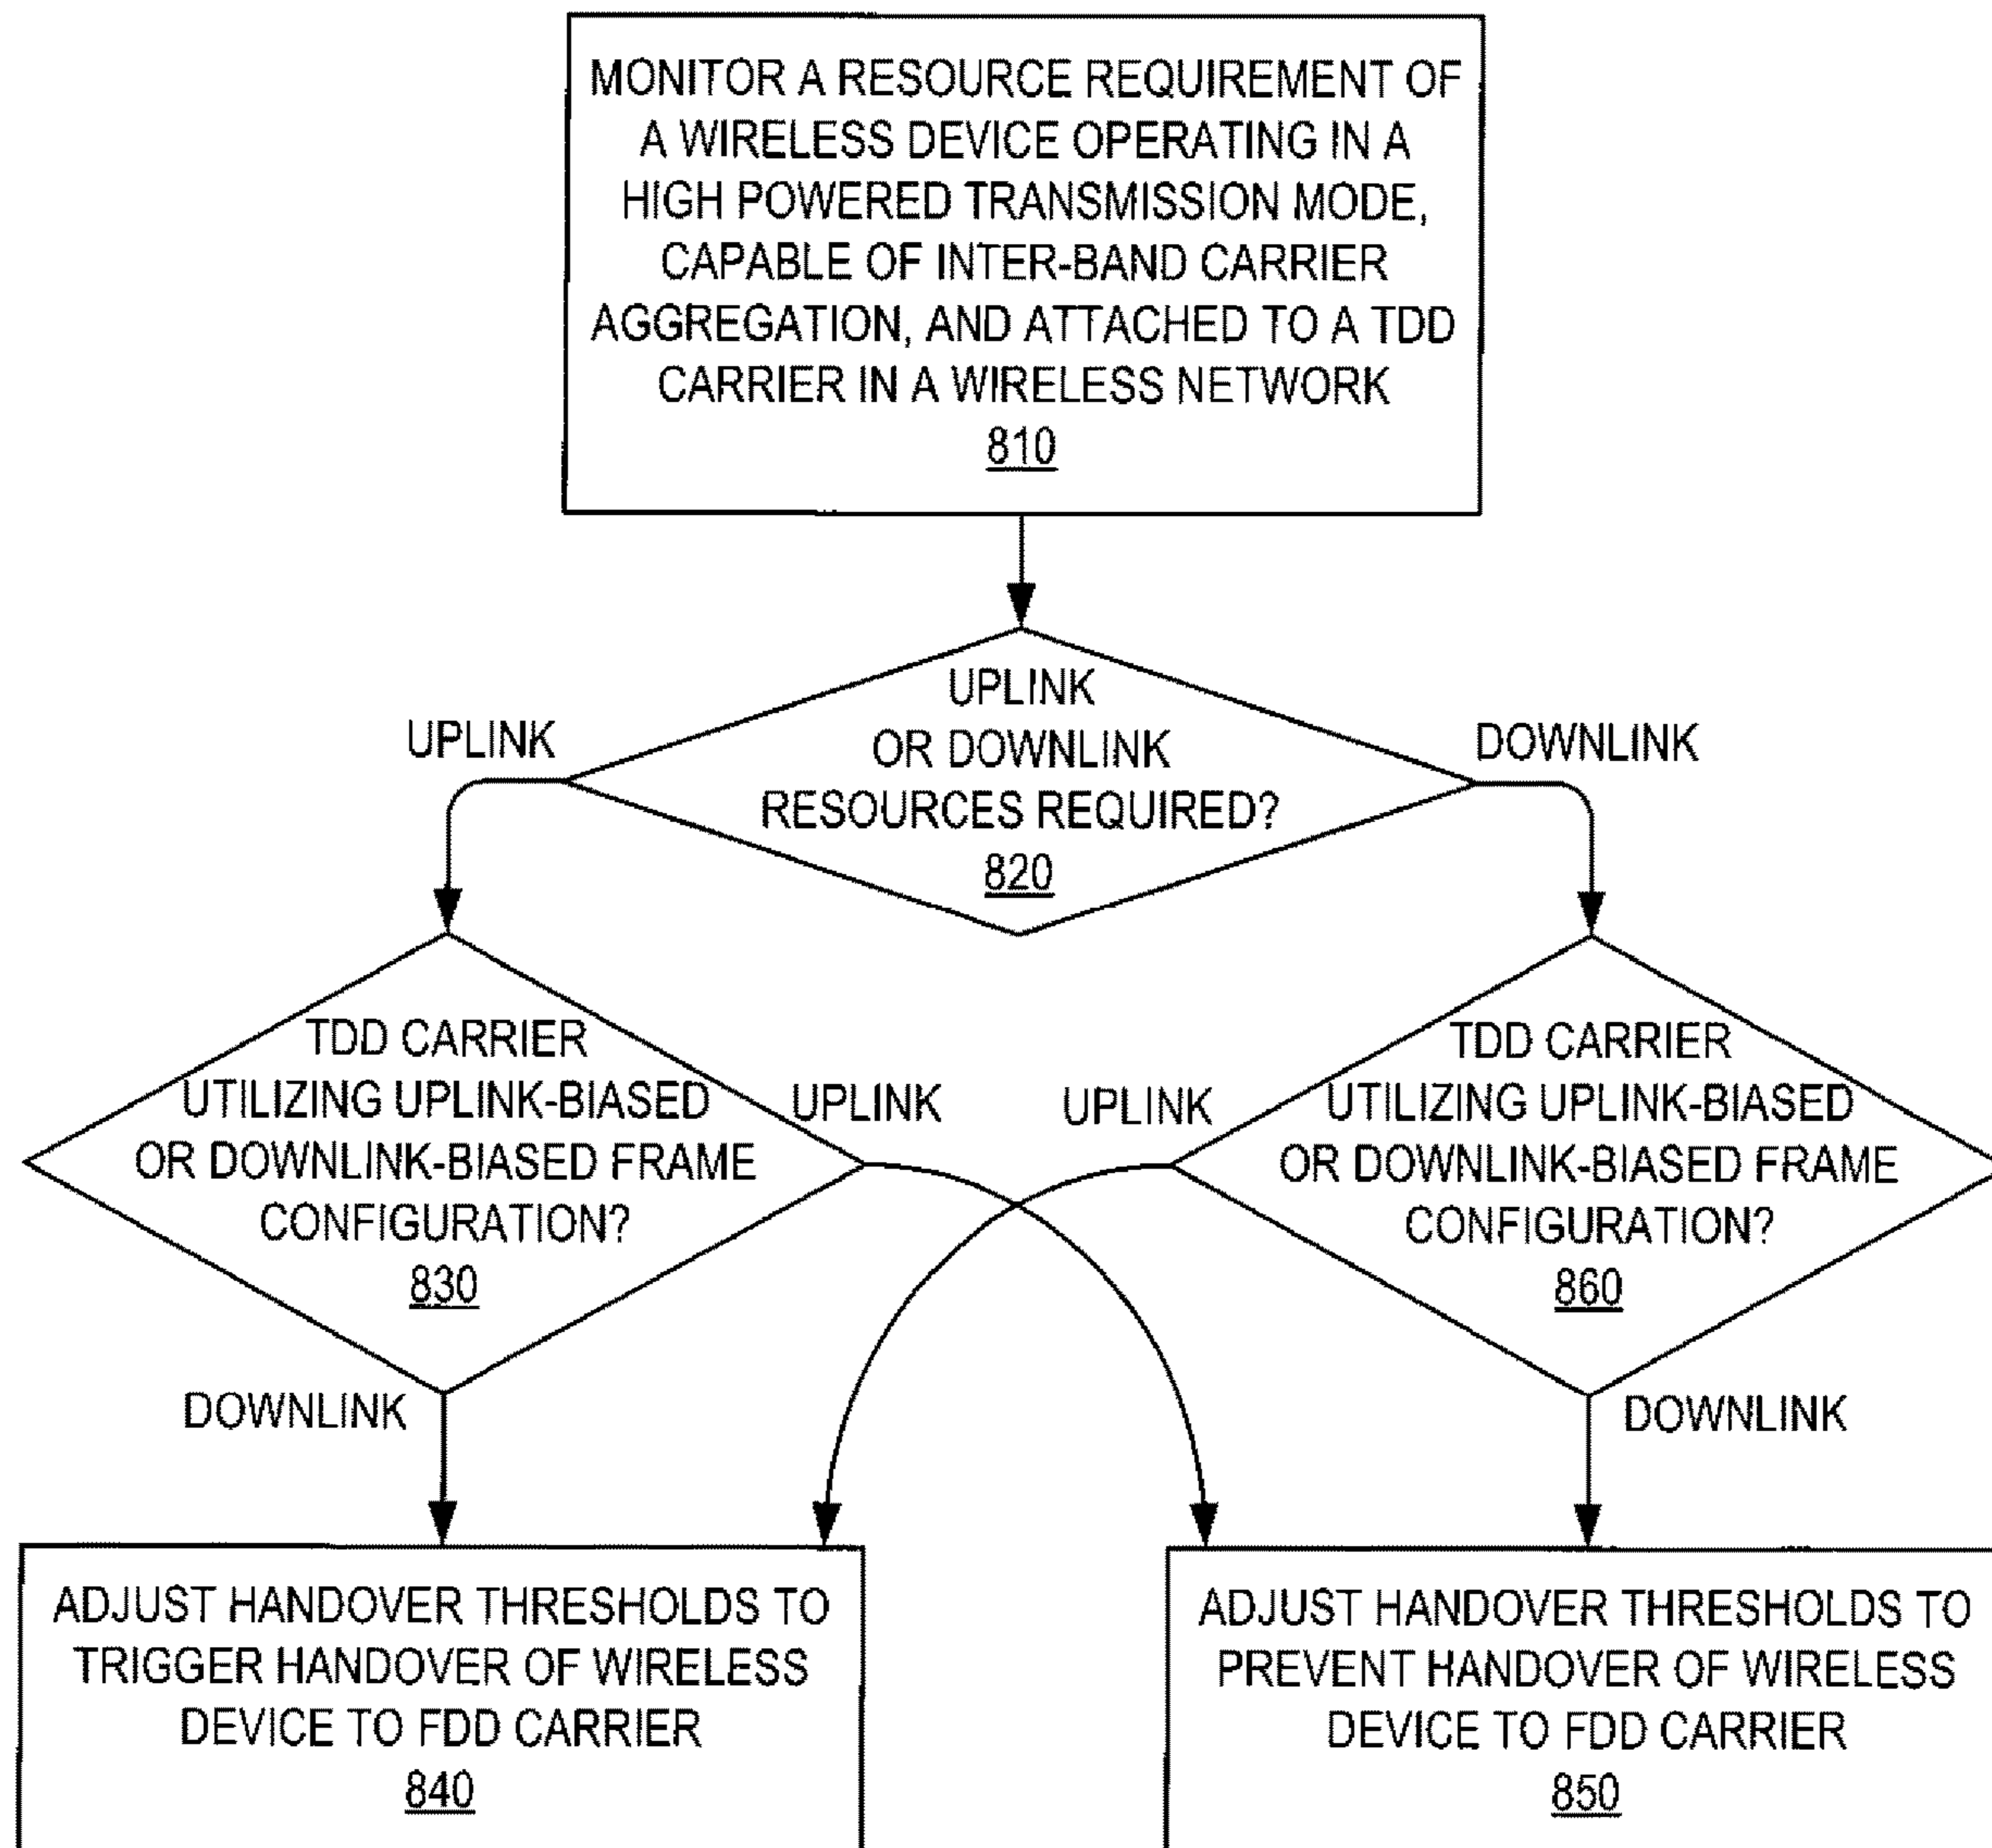 MONITOR A RESOURCE REQUIREMENT OF
A WIRELESS DEVICE OPERATING IN A
HIGH POWERED TRANSMISSION MODE,
CAPABLE OF INTER-BAND CARRIER
AGGREGATION, AND ATTACHED TO A TDD
CARRIER IN A WIRELESS NETWORK
810
UPLINK
OR DOWNLINK
RESOURCES REQUIRED?
820
UPLINK
DOWNLINK
TDD CARRIER
UTILIZING UPLINK-BIASED
OR DOWNLINK-BIASED FRAME
CONFIGURATION?
830
UPLINK
DOWNLINK
TDD CARRIER
UTILIZING UPLINK-BIASED
OR DOWNLINK-BIASED FRAME
CONFIGURATION?
860
UPLINK
DOWNLINK
ADJUST HANDOVER THRESHOLDS TO
TRIGGER HANDOVER OF WIRELESS
DEVICE TO FDD CARRIER
840
ADJUST HANDOVER THRESHOLDS TO
PREVENT HANDOVER OF WIRELESS
DEVICE TO FDD CARRIER
850